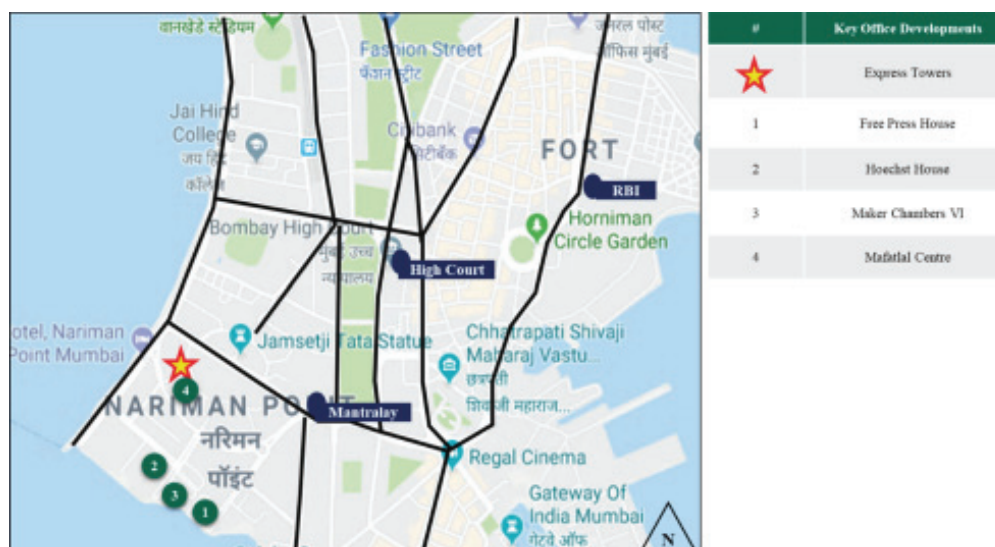 वानखेडे स्टेडियम
Fashion Street
फॅशन स्ट्रीट
जनरल पोस्ट
ऑफिस मुंबई
Jai Hind
College
जय हिंद
कॉलेज
Citibank
सिटीबँक
FORT
RBI
Horniman
Circle Garden
Bombay High Court
मुंबई उच्च
न्यायालय
High Court
otel, Nariman
Point Mumbai
Jamsetji Tata Statue
Chhatrapati Shivaji
Maharaj Vastu...
छत्रपती
शिवाजी महाराज...
4
NARIMAN POINT
Mantralay
नरिमन
पॉइंट
2
3
1
Regal Cinema
Gateway Of
India Mumbai
गेटवे ऑफ
N
# Key Office Developments
Express Towers
1 Free Press House
2 Hoechst House
3 Maker Chambers VI
4 Mafatlal Centre